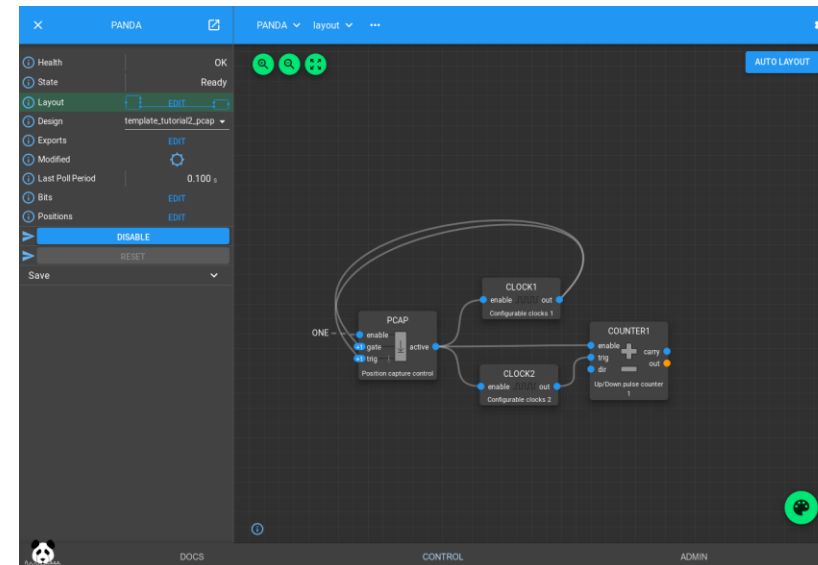 PANDA
PANDA layout ...
Health OK
State Ready
Layout EDIT
Design template_tutorial2_pcap
Exports EDIT
Modified
Last Poll Period 0.100 s
Bits EDIT
Positions EDIT
DISABLE
RESET
Save
AUTO LAYOUT
CLOCK1
enable out
Configurable clocks 1
ONE
PCAP
enable
+1 gate active
+1 trig
Position capture control
COUNTER1
enable carry
trig out
dir
Up/Down pulse counter
1
CLOCK2
enable out
Configurable clocks 2
DOCS CONTROL ADMIN